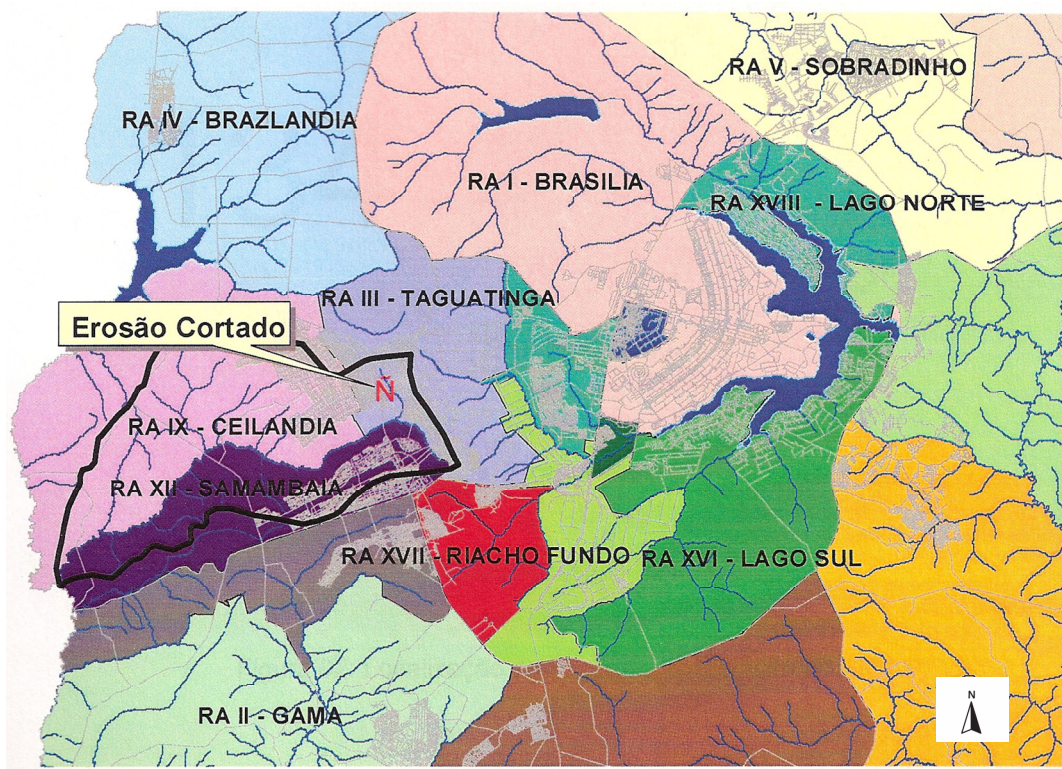 RA V - SOBRADINHO
RA IV - BRAZLANDIA
RA I - BRASILIA
RA XVIII - LAGO NORTE
RA III - TAGUATINGA
Erosão Cortado
Ñ
RA IX - CEILANDIA
RA XII - SAMAMBAIA
RA XVII - RIACHO FUNDO
RA XVI - LAGO SUL
RA II - GAMA
N